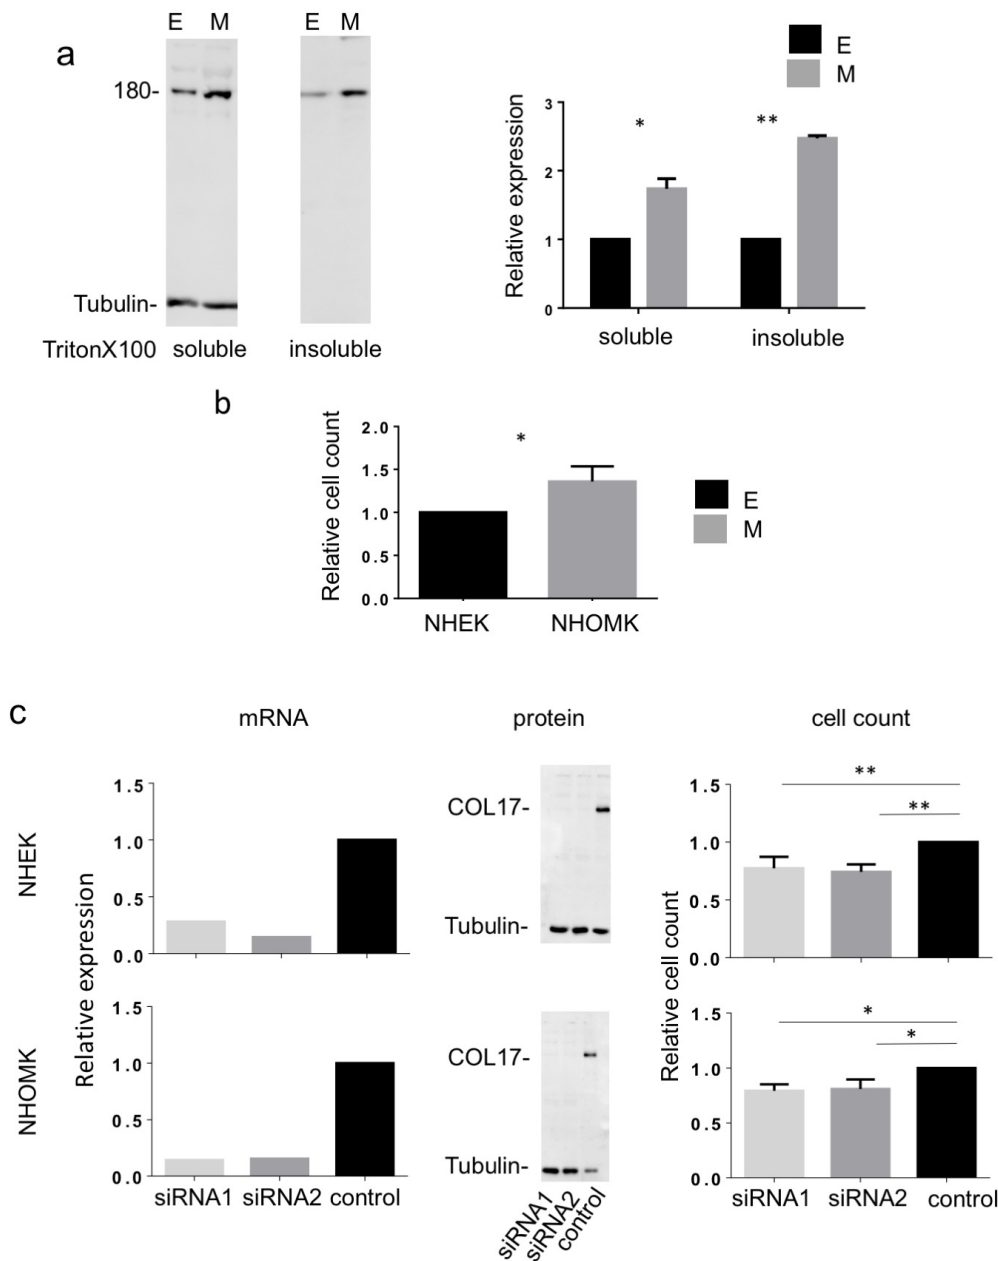 a
E M
E M
180-
Tubulin-
TritonX100 soluble insoluble
E
M
Relative expression
3
2
1
0
*
**
soluble insoluble
b
Relative cell count
2.0
1.5
1.0
0.5
0.0
*
NHEK NHOMK
E
M
c
mRNA protein cell count
NHEK
NHOMK
Relative expression
1.5
1.0
0.5
0.0
1.5
1.0
0.5
0.0
siRNA1 siRNA2 control
COL17-
Tubulin-
COL17-
Tubulin-
siRNA1
siRNA2
control
Relative cell count
1.5
1.0
0.5
0.0
**
**
1.5
1.0
0.5
0.0
*
*
siRNA1 siRNA2 control